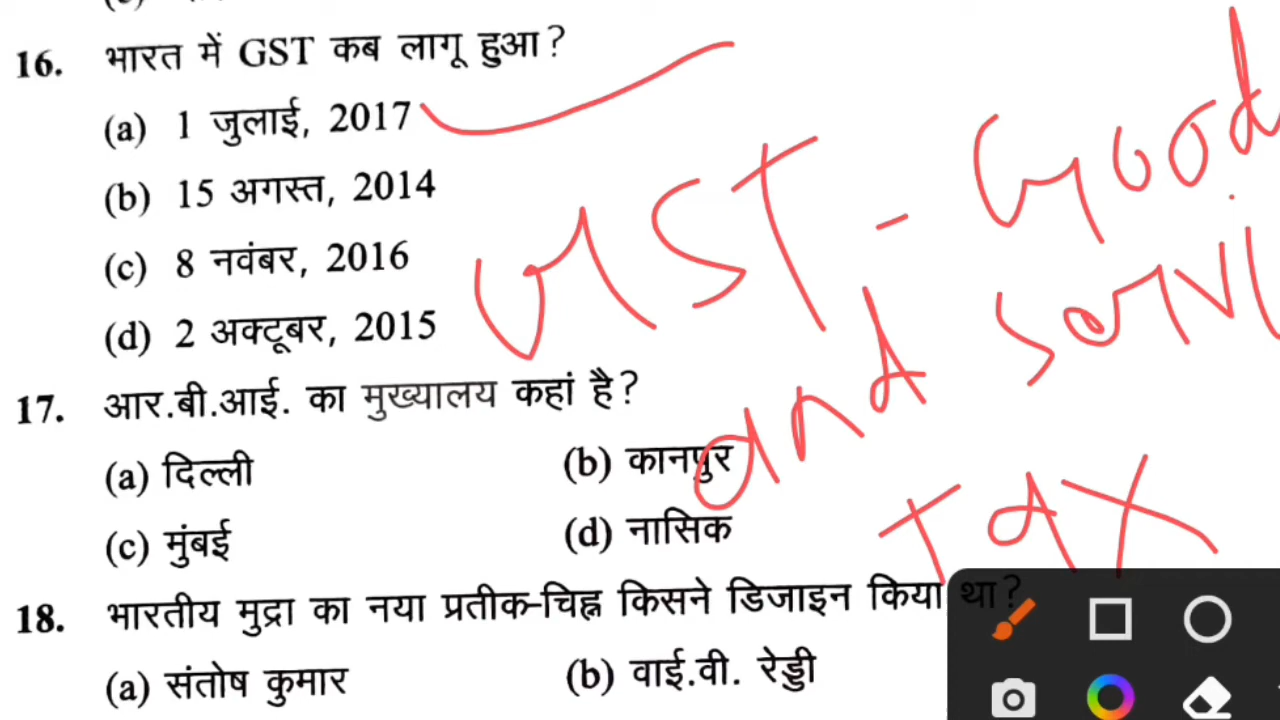 16. भारत में GST कब लागू हुआ?
(a) 1 जुलाई, 2017
(b) 15 अगस्त, 2014
(c) 8 नवंबर, 2016
(d) 2 अक्टूबर, 2015
GST - Good
and servi
Tax
17. आर.बी.आई. का मुख्यालय कहां है?
(a) दिल्ली (b) कानपुर
(c) मुंबई (d) नासिक
18. भारतीय मुद्रा का नया प्रतीक-चिह्न किसने डिजाइन किया था?
(a) संतोष कुमार (b) वाई.वी. रेड्डी